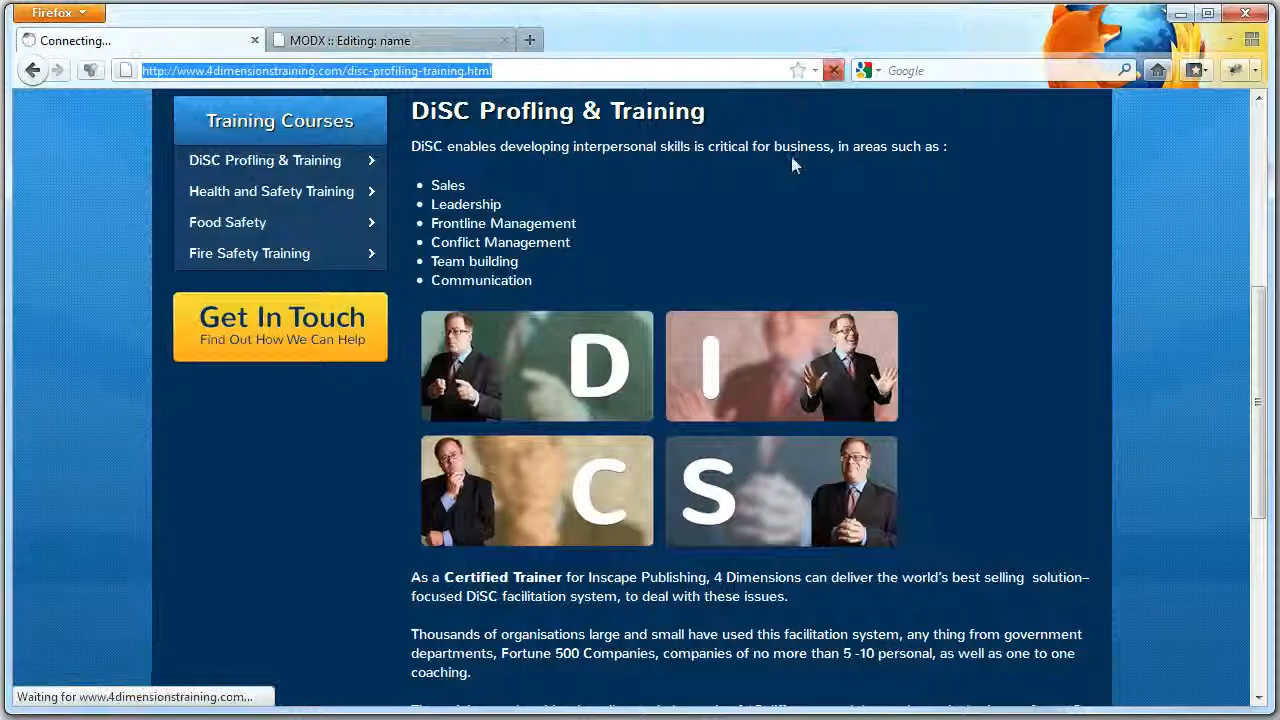 Firefox
Connecting...
MODX :: Editing: name
http://www.4dimensionstraining.com/disc-profiling-training.html
Google
Training Courses
DiSC Profling & Training
Health and Safety Training
Food Safety
Fire Safety Training
Get In Touch
Find Out How We Can Help
DiSC Profling & Training
DiSC enables developing interpersonal skills is critical for business, in areas such as :
Sales
Leadership
Frontline Management
Conflict Management
Team building
Communication
D
I
C
S
As a Certified Trainer for Inscape Publishing, 4 Dimensions can deliver the world's best selling solution-
focused DiSC facilitation system, to deal with these issues.
Thousands of organisations large and small have used this facilitation system, any thing from government
departments, Fortune 500 Companies, companies of no more than 5 -10 personal, as well as one to one
coaching.
Waiting for www.4dimensionstraining.com...